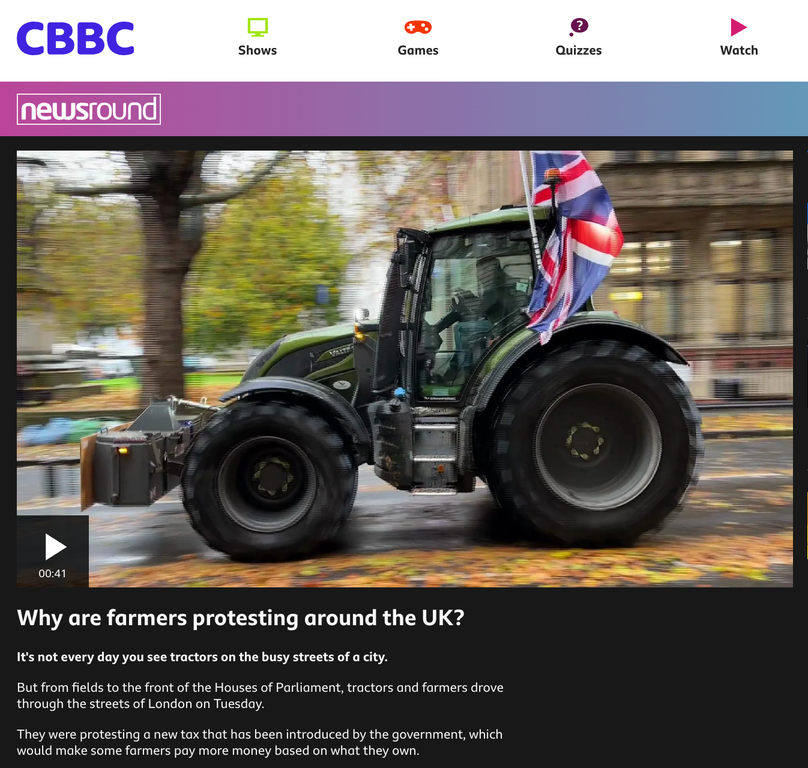 CBBC
Shows
Games
Quizzes
Watch
newsround
00:41
Why are farmers protesting around the UK?
It's not every day you see tractors on the busy streets of a city.
But from fields to the front of the Houses of Parliament, tractors and farmers drove
through the streets of London on Tuesday.
They were protesting a new tax that has been introduced by the government, which
would make some farmers pay more money based on what they own.